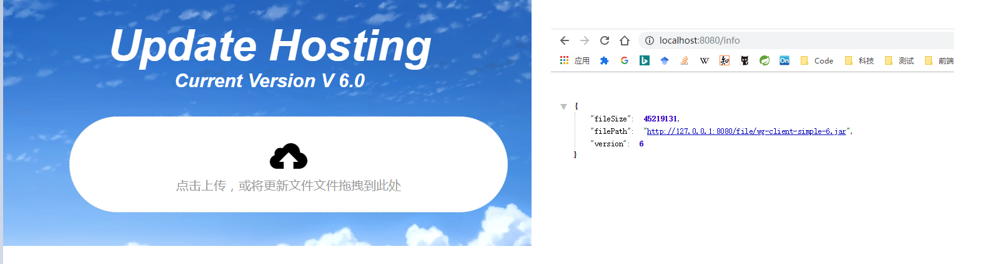 Update Hosting
Current Version V 6.0
点击上传，或将更新文件文件拖拽到此处
localhost:8080/info
应用 G W 知 On Code 科技 测试 前端
{
"fileSize": 45219131,
"filePath": "http://127.0.0.1:8080/file/wg-client-simple-6.jar",
"version": 6
}